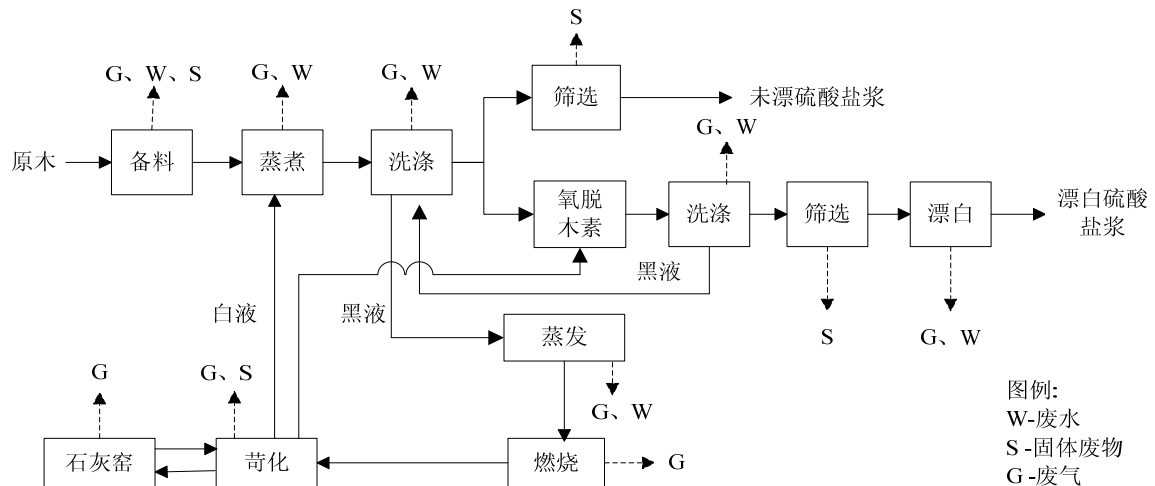 S
G、W、S
G、W
G、W
筛选
未漂硫酸盐浆
G、W
原木
备料
蒸煮
洗涤
氧脱
木素
洗涤
筛选
漂白
漂白硫酸
盐浆
黑液
白液
黑液
蒸发
S
G、W
G
G、S
G、W
图例:
W-废水
S-固体废物
G-废气
石灰窑
苛化
燃烧
G